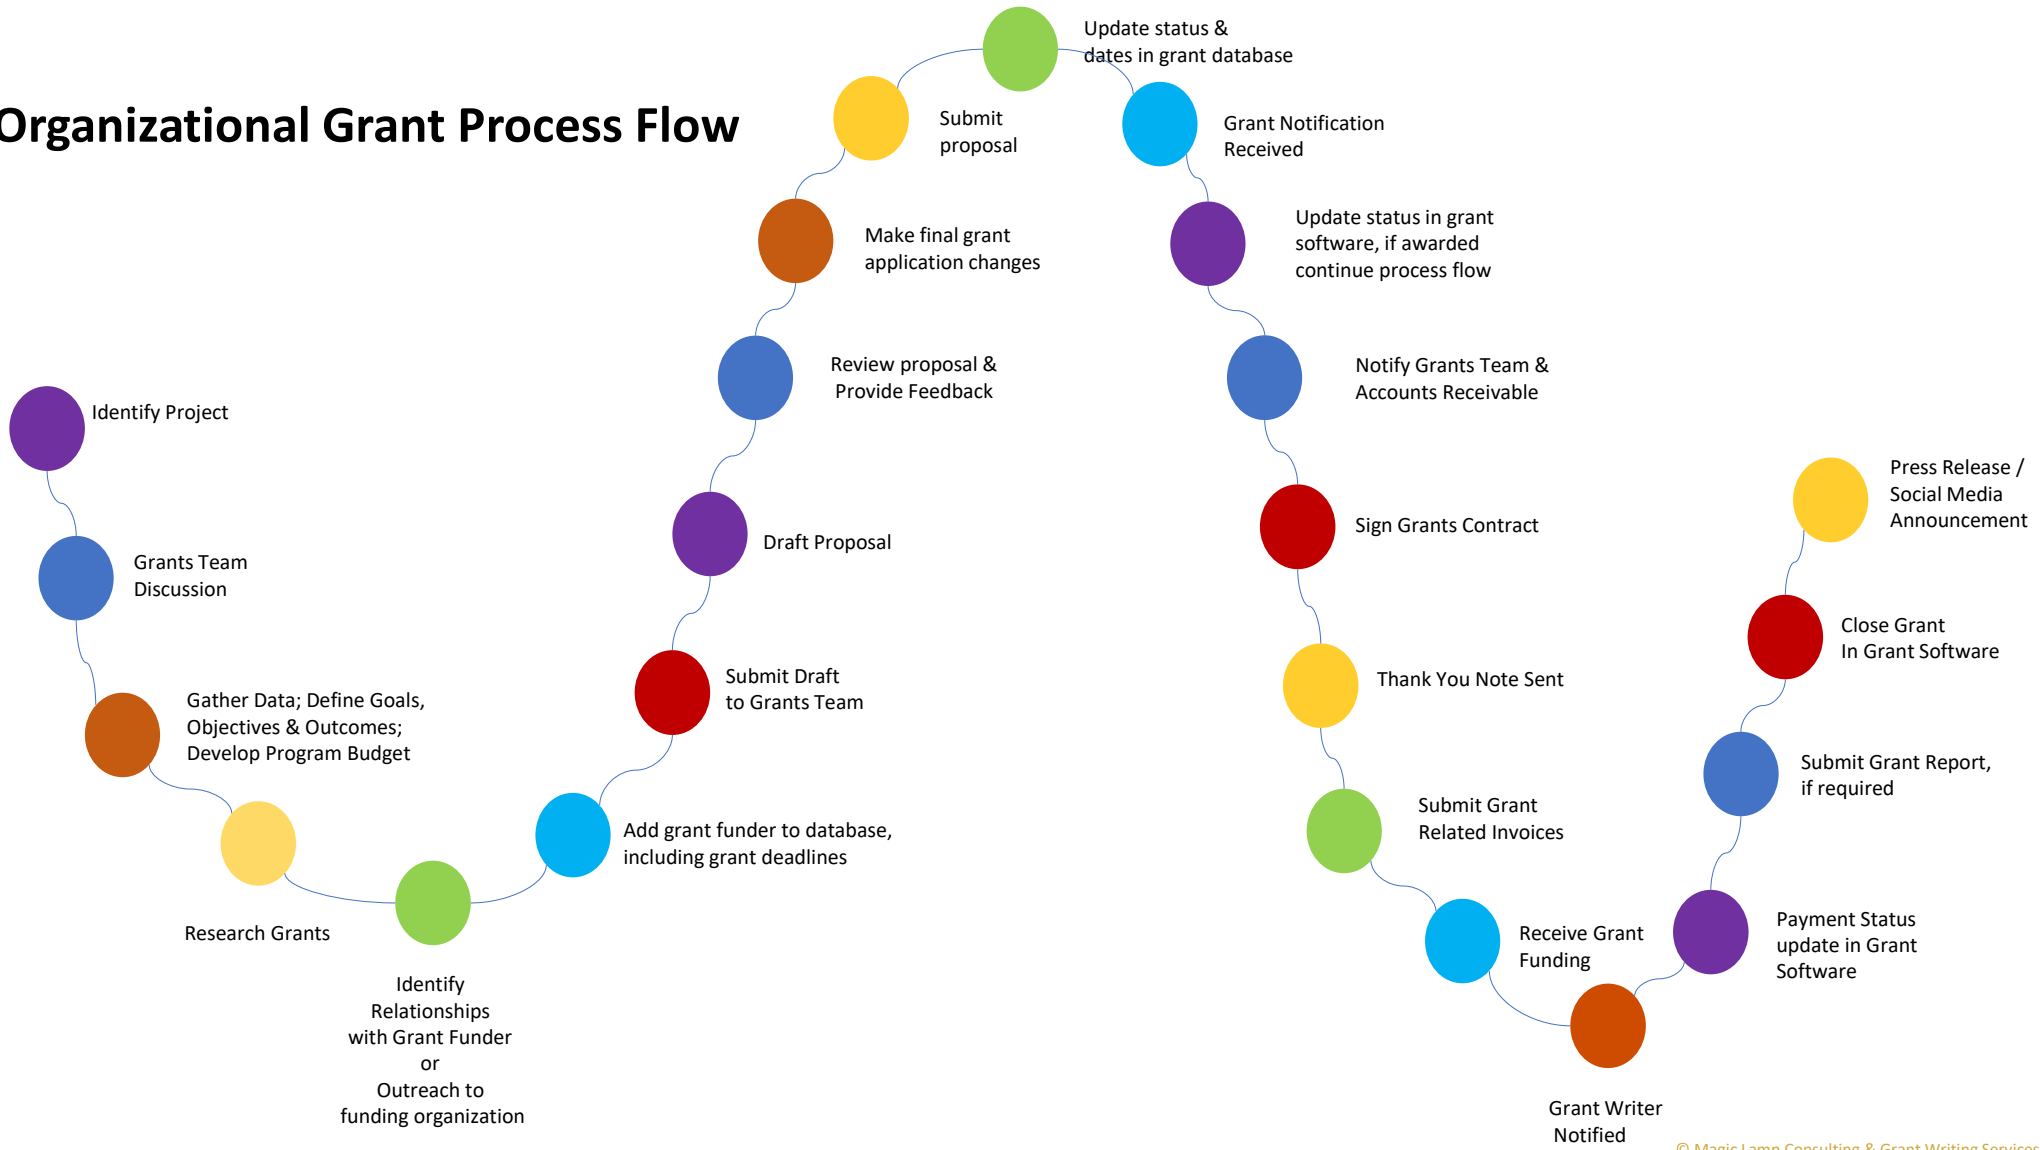 Organizational Grant Process Flow
Identify Project
Grants Team
Discussion
Gather Data; Define Goals,
Objectives & Outcomes;
Develop Program Budget
Research Grants
Identify
Relationships
with Grant Funder
or
Outreach to
funding organization
Add grant funder to database,
including grant deadlines
Submit Draft
to Grants Team
Draft Proposal
Review proposal &
Provide Feedback
Make final grant
application changes
Submit
proposal
Update status &
dates in grant database
Grant Notification
Received
Update status in grant
software, if awarded
continue process flow
Notify Grants Team &
Accounts Receivable
Sign Grants Contract
Thank You Note Sent
Submit Grant
Related Invoices
Receive Grant
Funding
Grant Writer
Notified
Payment Status
update in Grant
Software
Submit Grant Report,
if required
Close Grant
In Grant Software
Press Release /
Social Media
Announcement
© Magic Lamp Consulting & Grant Writing Services